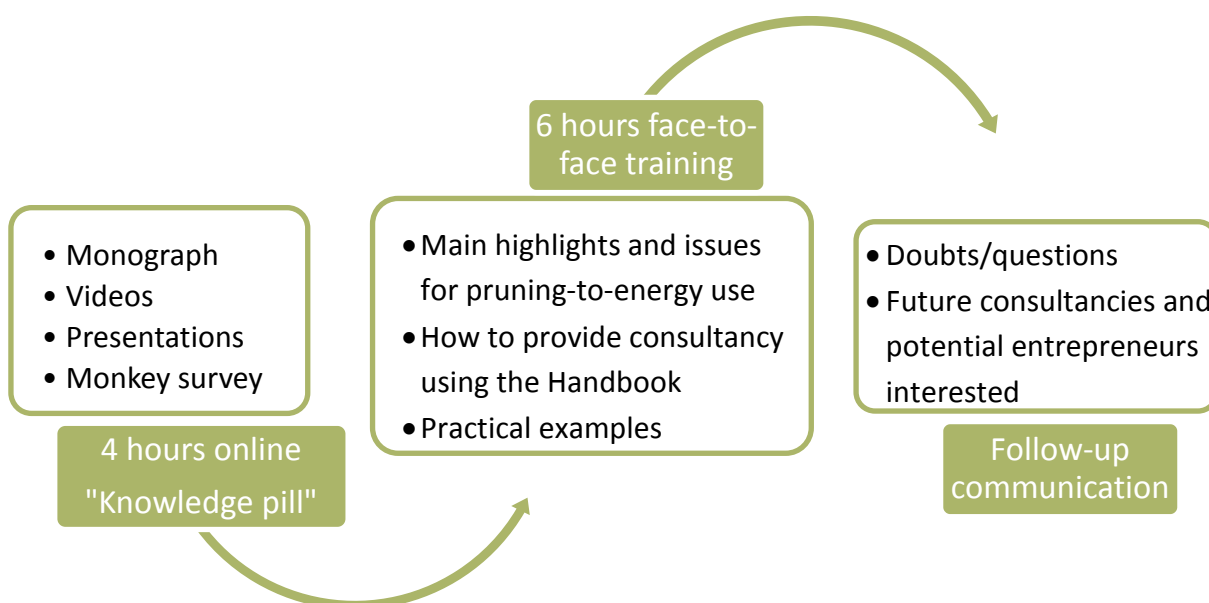 • Monograph
• Videos
• Presentations
• Monkey survey
4 hours online
"Knowledge pill"
6 hours face-to-
face training
• Main highlights and issues
for pruning-to-energy use
• How to provide consultancy
using the Handbook
• Practical examples
• Doubts/questions
• Future consultancies and
potential entrepreneurs
interested
Follow-up
communication